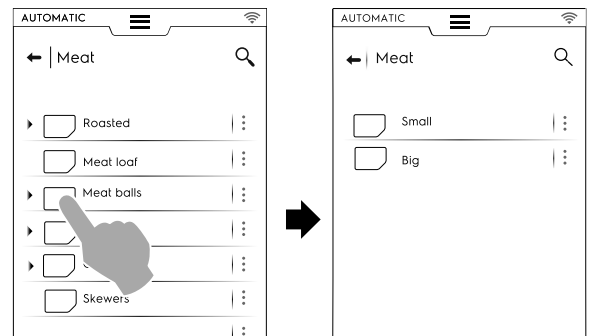 AUTOMATIC
Meat
Roasted
Meat loaf
Meat balls
Skewers
AUTOMATIC
Meat
Small
Big